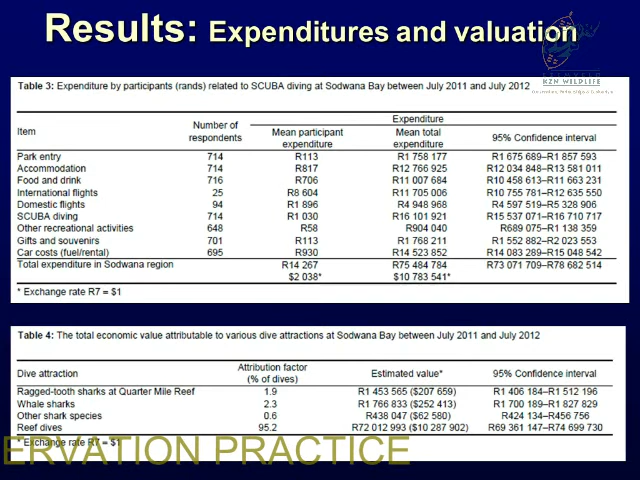 Results: Expenditures and valuation
EZEMVELO
KZN WILDLIFE
Table 3: Expenditure by participants (rands) related to SCUBA diving at Sodwana Bay between July 2011 and July 2012
Expenditure
Item Number of respondents Mean participant expenditure Mean total expenditure 95% Confidence interval
Park entry 714 R113 R1 758 177 R1 675 689–R1 857 593
Accommodation 714 R817 R12 766 925 R12 034 848–R13 581 011
Food and drink 716 R706 R11 007 684 R10 458 613–R11 663 231
International flights 25 R8 604 R11 705 006 R10 755 781–R12 635 550
Domestic flights 94 R1 896 R4 948 968 R4 597 519–R5 328 906
SCUBA diving 714 R1 030 R16 101 921 R15 537 071–R16 710 717
Other recreational activities 648 R58 R904 040 R689 075–R1 138 359
Gifts and souvenirs 701 R113 R1 768 211 R1 552 882–R2 023 553
Car costs (fuel/rental) 695 R930 R14 523 852 R14 083 289–R15 048 542
Total expenditure in Sodwana region R14 267 R75 484 784 R73 071 709–R78 682 514
$2 038* $10 783 541*
* Exchange rate R7 = $1
Table 4: The total economic value attributable to various dive attractions at Sodwana Bay between July 2011 and July 2012
Dive attraction Attribution factor (% of dives) Estimated value* 95% Confidence interval
Ragged-tooth sharks at Quarter Mile Reef 1.9 R1 453 565 ($207 659) R1 406 184–R1 512 196
Whale sharks 2.3 R1 766 833 ($252 413) R1 700 189–R1 827 829
Other shark species 0.6 R438 047 ($62 580) R424 134–R456 756
Reef dives 95.2 R72 012 993 ($10 287 902) R69 361 147–R74 699 730
* Exchange rate R7 = $1
ERVATION PRACTICE